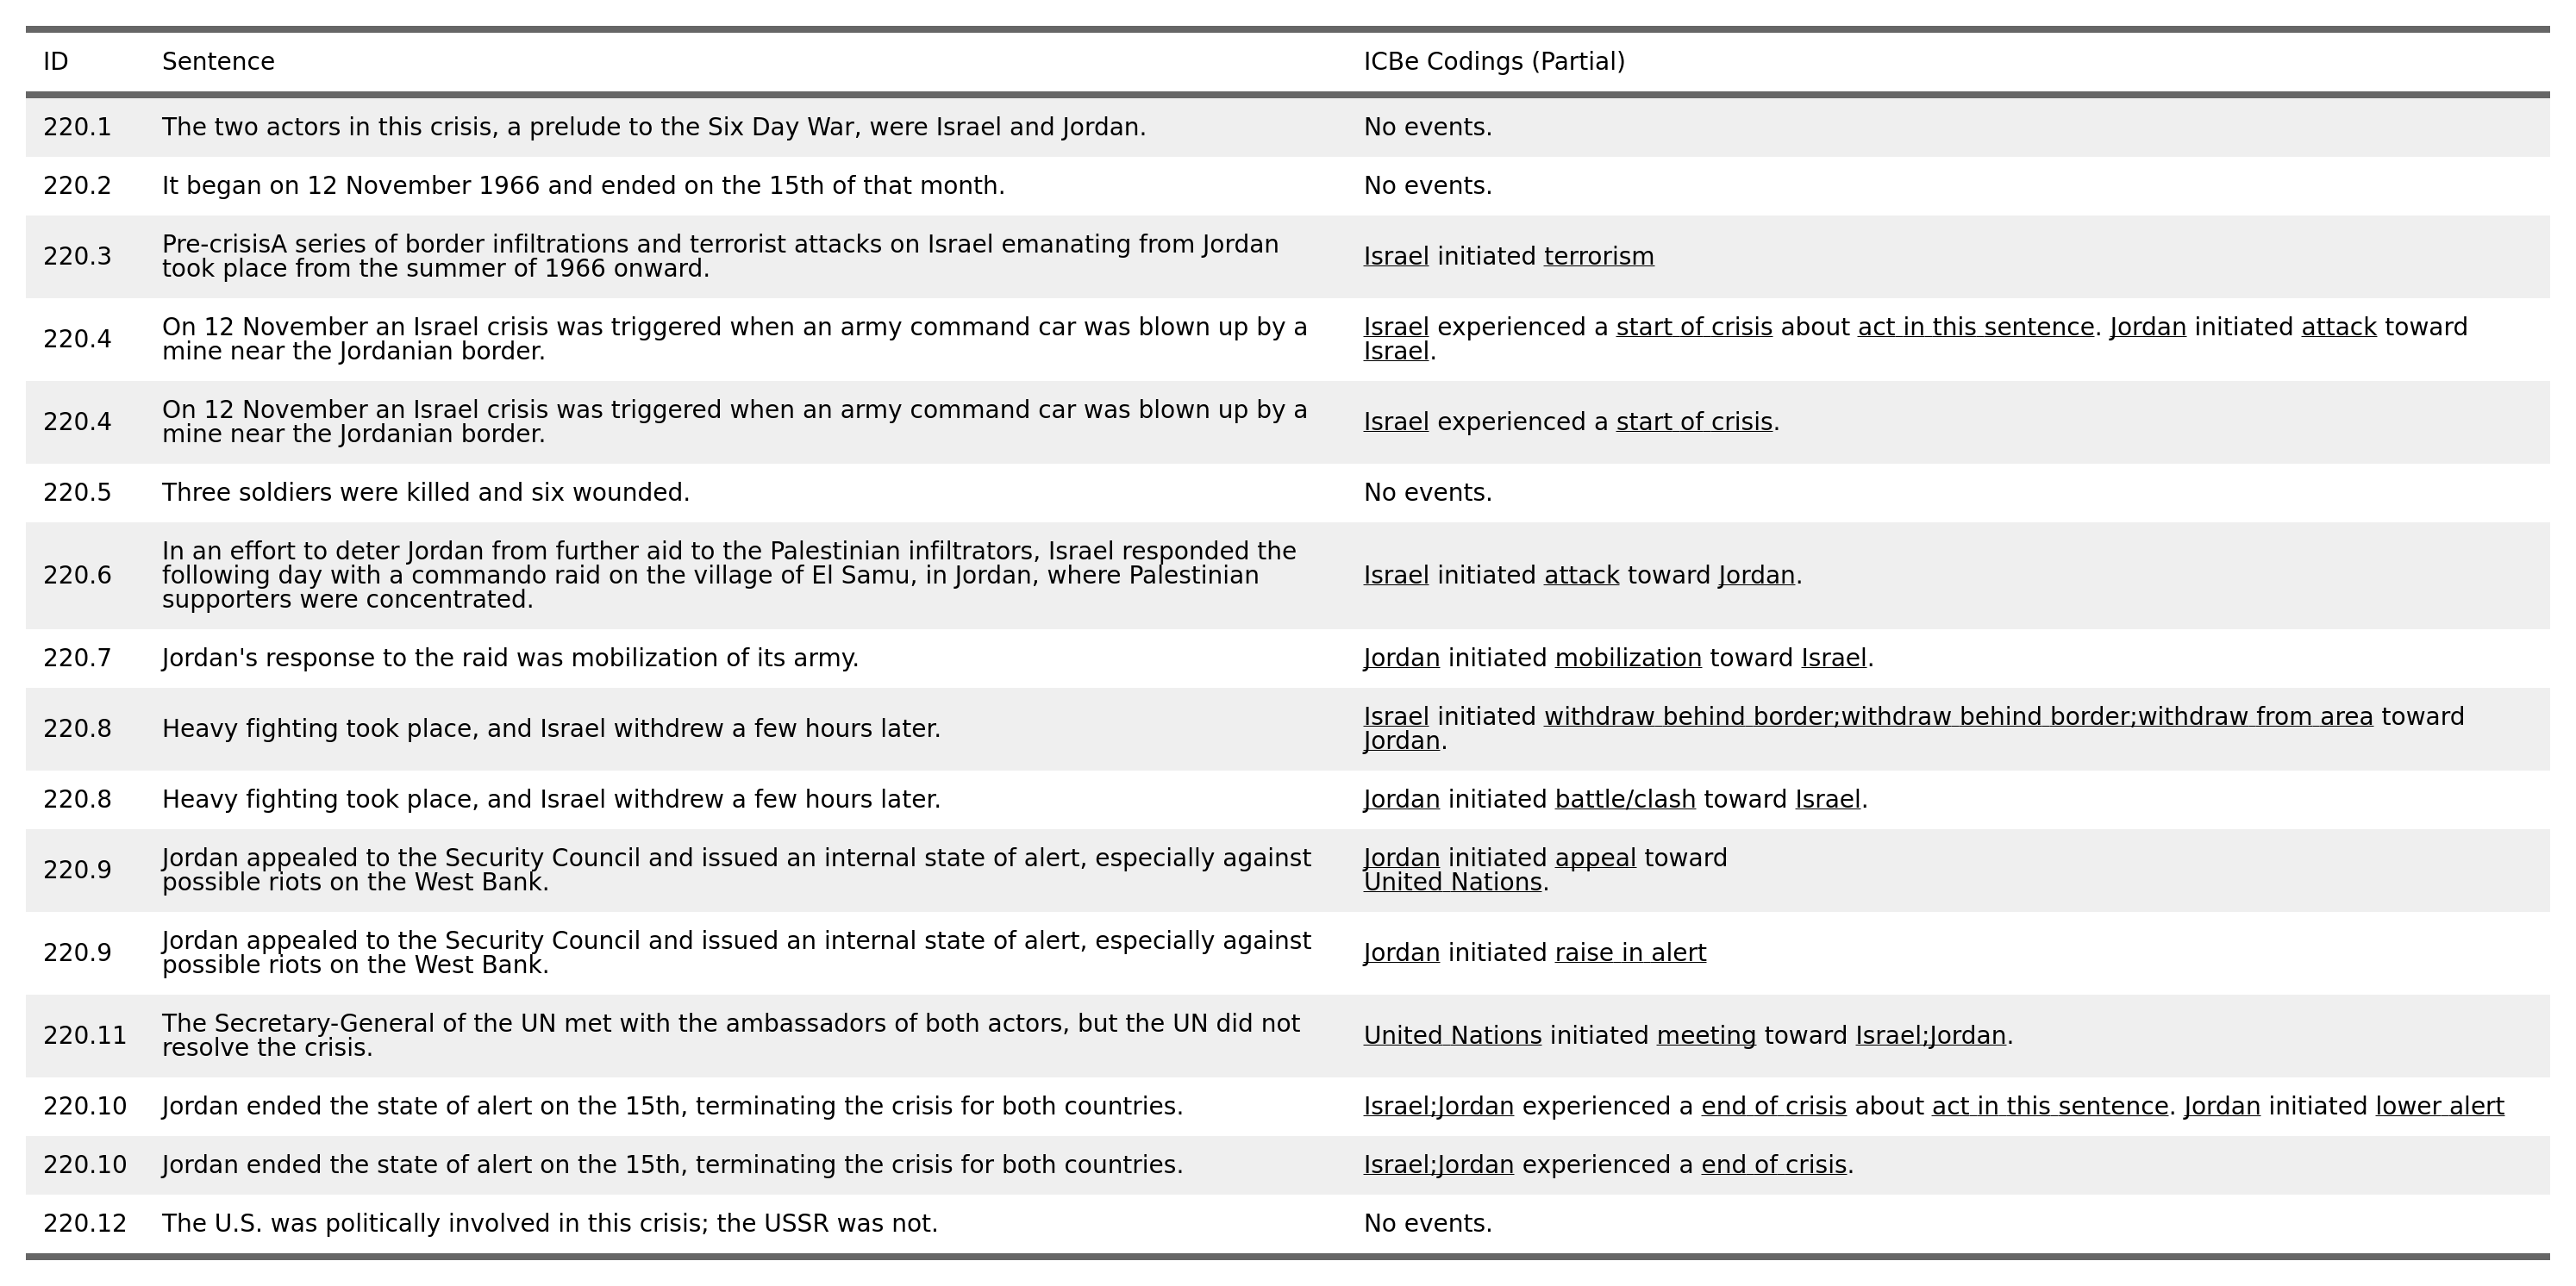 ID Sentence ICBe Codings (Partial)
220.1 The two actors in this crisis, a prelude to the Six Day War, were Israel and Jordan. No events.
220.2 It began on 12 November 1966 and ended on the 15th of that month. No events.
220.3 Pre-crisisA series of border infiltrations and terrorist attacks on Israel emanating from Jordan
took place from the summer of 1966 onward.
Israel initiated terrorism
220.4 On 12 November an Israel crisis was triggered when an army command car was blown up by a
mine near the Jordanian border.
Israel experienced a start of crisis about act in this sentence. Jordan initiated attack toward
Israel.
220.4 On 12 November an Israel crisis was triggered when an army command car was blown up by a
mine near the Jordanian border.
Israel experienced a start of crisis.
220.5 Three soldiers were killed and six wounded. No events.
220.6 In an effort to deter Jordan from further aid to the Palestinian infiltrators, Israel responded the
following day with a commando raid on the village of El Samu, in Jordan, where Palestinian
supporters were concentrated.
Israel initiated attack toward Jordan.
220.7 Jordan's response to the raid was mobilization of its army. Jordan initiated mobilization toward Israel.
220.8 Heavy fighting took place, and Israel withdrew a few hours later.
Israel initiated withdraw behind border;withdraw behind border;withdraw from area toward
Jordan.
220.8 Heavy fighting took place, and Israel withdrew a few hours later. Jordan initiated battle/clash toward Israel.
220.9 Jordan appealed to the Security Council and issued an internal state of alert, especially against
possible riots on the West Bank.
Jordan initiated appeal toward
United Nations.
220.9 Jordan appealed to the Security Council and issued an internal state of alert, especially against
possible riots on the West Bank.
Jordan initiated raise in alert
220.11 The Secretary-General of the UN met with the ambassadors of both actors, but the UN did not
resolve the crisis.
United Nations initiated meeting toward Israel;Jordan.
220.10 Jordan ended the state of alert on the 15th, terminating the crisis for both countries. Israel;Jordan experienced a end of crisis about act in this sentence. Jordan initiated lower alert
220.10 Jordan ended the state of alert on the 15th, terminating the crisis for both countries. Israel;Jordan experienced a end of crisis.
220.12 The U.S. was politically involved in this crisis; the USSR was not. No events.